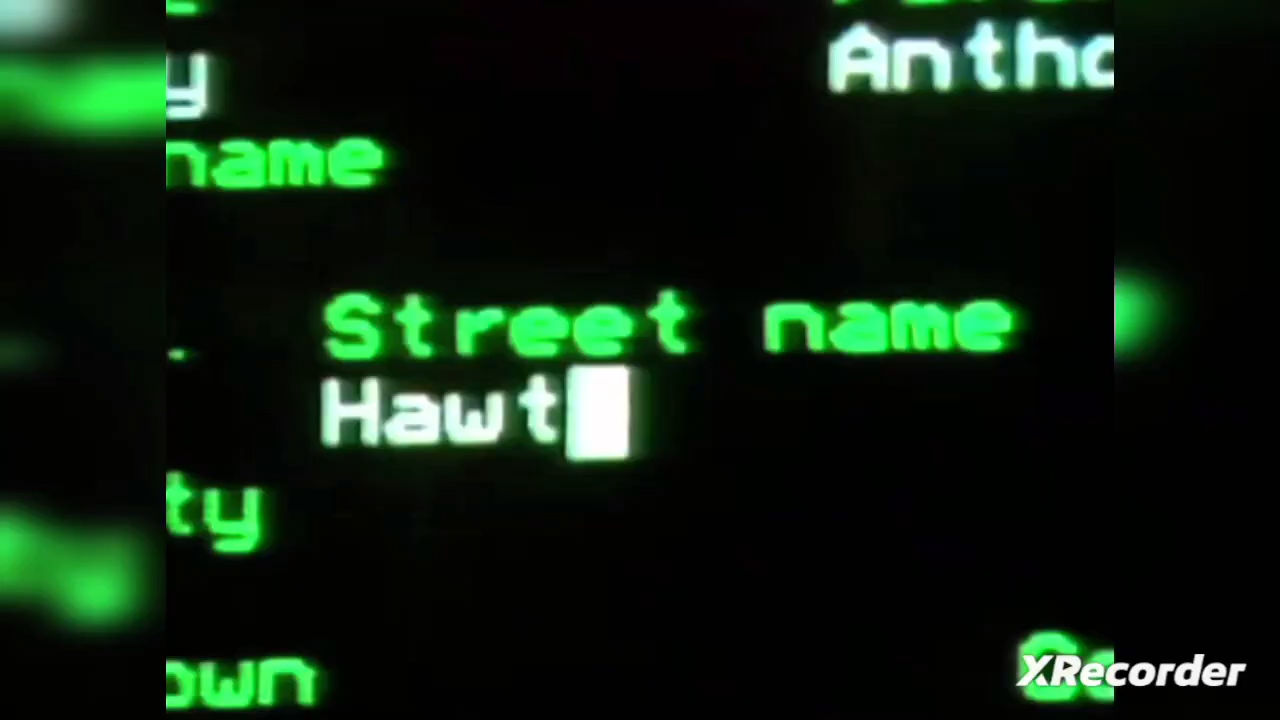 y Antho
name
Street name
Hawt
ty
own
XRecorder